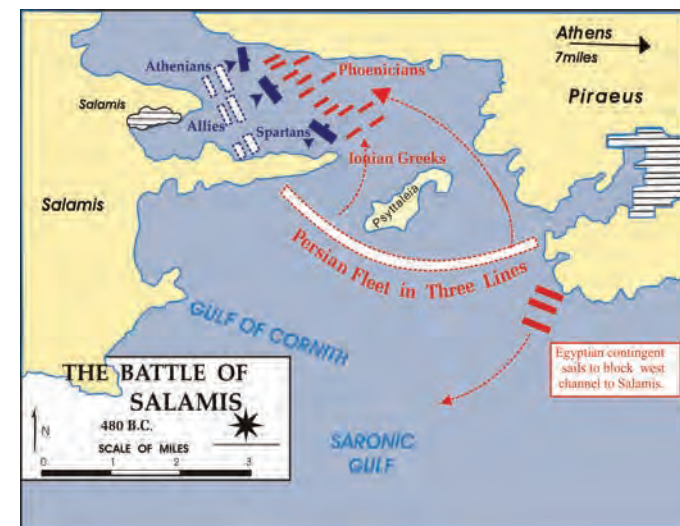 Athens
7miles
Piraeus
Athenians
Phoenicians
Salamis
Allies
Spartans
Ionian Greeks
Salamis
Psyttaleia
Persian Fleet in Three Lines
GULF OF CORNITH
Egyptian contingent
sails to block west
channel to Salamis.
THE BATTLE OF
SALAMIS
480 B.C.
N
SCALE OF MILES
0 1 2 3
SARONIC
GULF